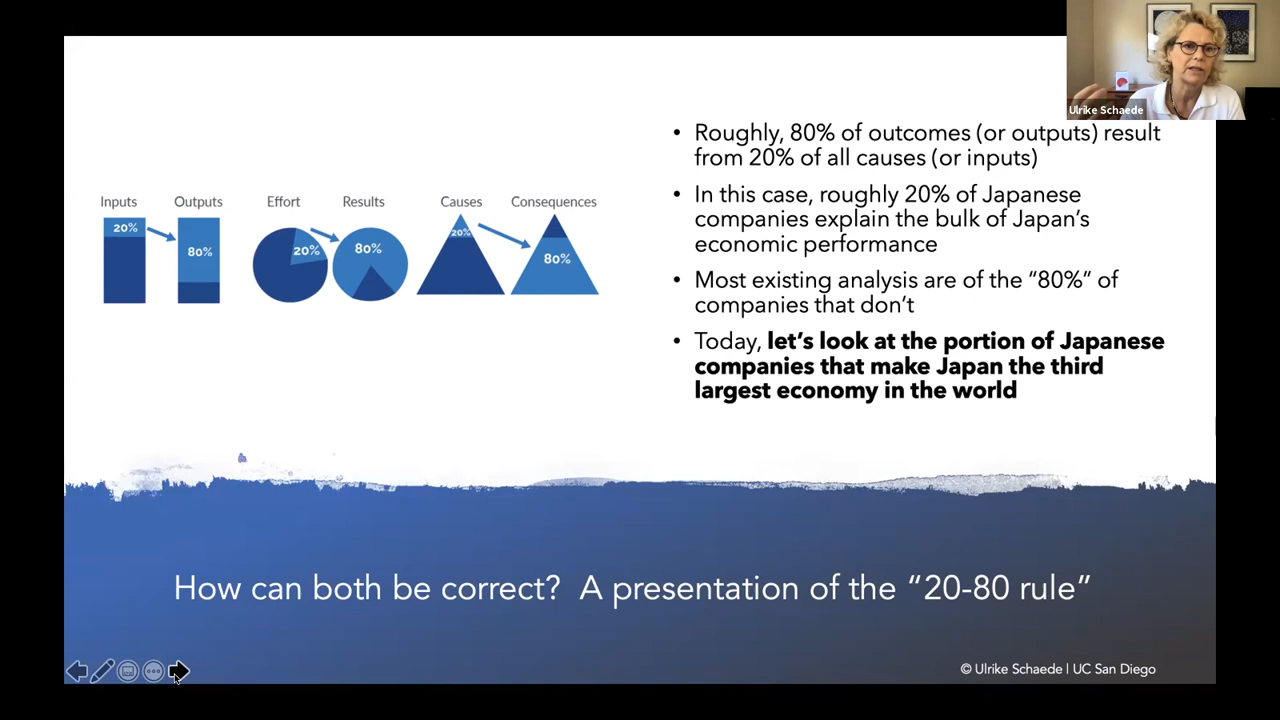 Ulrike Schaede
• Roughly, 80% of outcomes (or outputs) result
from 20% of all causes (or inputs)
• In this case, roughly 20% of Japanese
companies explain the bulk of Japan’s
economic performance
• Most existing analysis are of the “80%” of
companies that don’t
• Today, let’s look at the portion of Japanese
companies that make Japan the third
largest economy in the world
Inputs Outputs Effort Results Causes Consequences
20% 80% 20% 80% 20% 80%
How can both be correct? A presentation of the “20-80 rule”
© Ulrike Schaede | UC San Diego